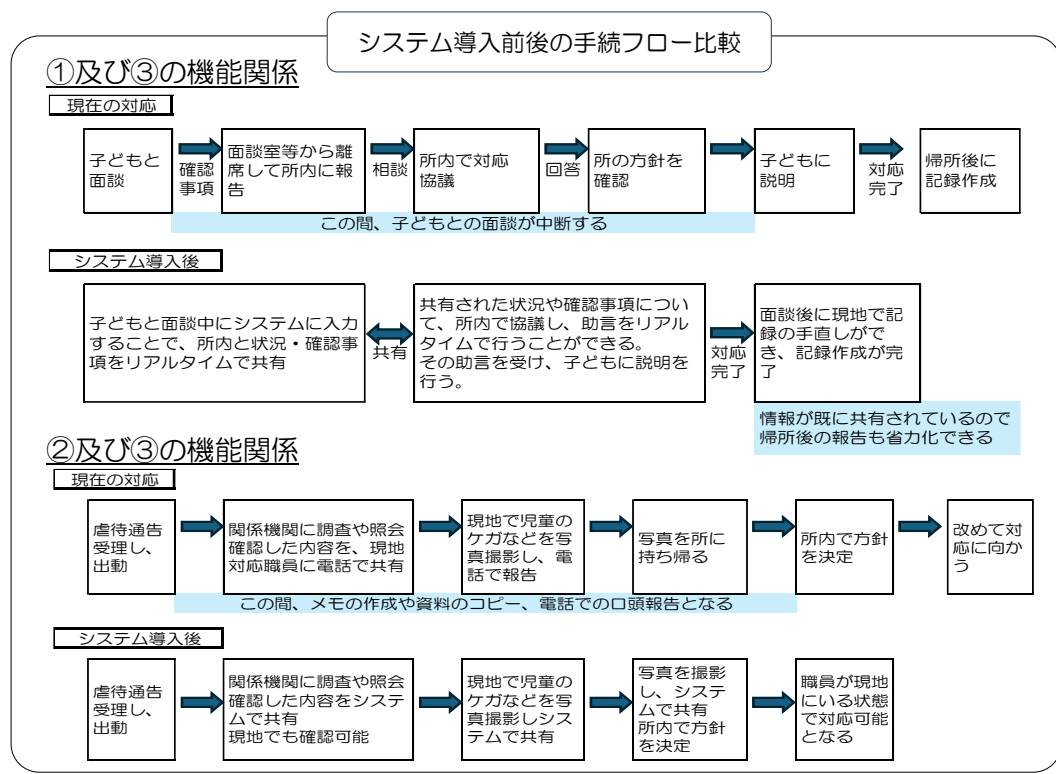 システム導入前後の手続フロー比較
①及び③の機能関係
現在の対応
子どもと
面談
確認
事項
面談室等から離
席して所内に報
告
相談
所内で対応
協議
回答
所の方針を
確認
子どもに
説明
対応
完了
帰所後に
記録作成
この間、子どもとの面談が中断する
システム導入後
子どもと面談中にシステムに入力
することで、所内と状況・確認事
項をリアルタイムで共有
共有
共有された状況や確認事項につい
て、所内で協議し、助言をリアル
タイムで行うことができる。
その助言を受け、子どもに説明を
行う。
対応
完了
面談後に現地で記
録の手直しがで
き、記録作成が完
了
情報が既に共有されているので
帰所後の報告も省力化できる
②及び③の機能関係
現在の対応
虐待通告
受理し、
出動
関係機関に調査や照会
確認した内容を、現地
対応職員に電話で共有
現地で児童の
ケガなどを写
真撮影し、電
話で報告
写真を所に
持ち帰る
所内で方針
を決定
改めて対
応に向か
う
この間、メモの作成や資料のコピー、電話での口頭報告となる
システム導入後
虐待通告
受理し、
出動
関係機関に調査や照会
確認した内容をシステ
ムで共有
現地でも確認可能
現地で児童の
ケガなどを写
真撮影しシス
テムで共有
写真を撮影
し、システ
ムで共有
所内で方針
を決定
職員が現地
にいる状態
で対応可能
となる